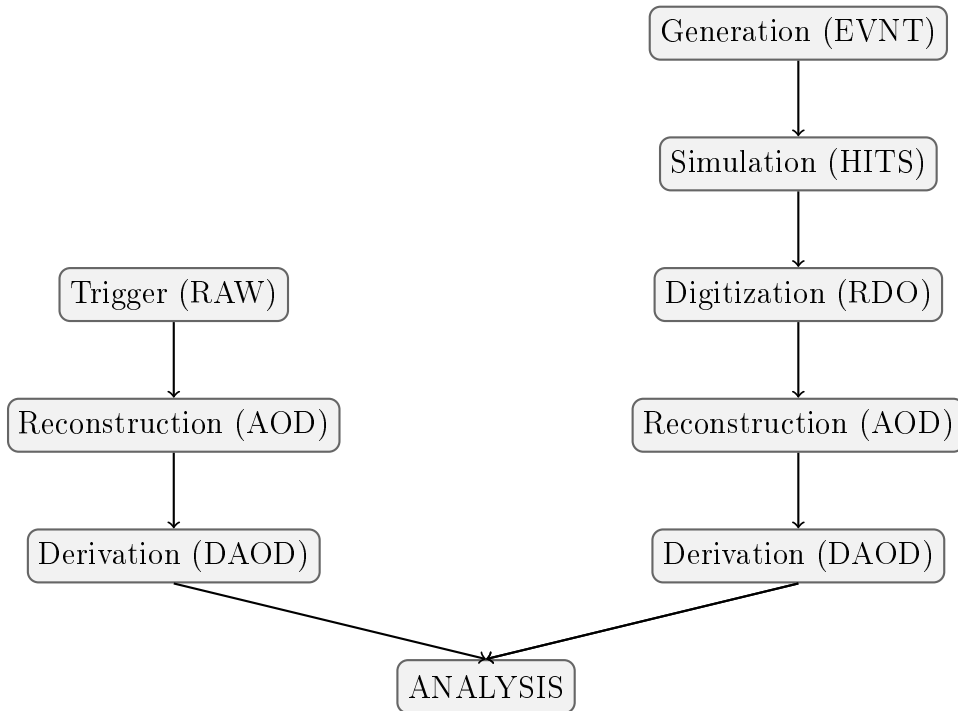 Generation (EVNT)
Simulation (HITS)
Trigger (RAW)
Digitization (RDO)
Reconstruction (AOD)
Reconstruction (AOD)
Derivation (DAOD)
Derivation (DAOD)
ANALYSIS